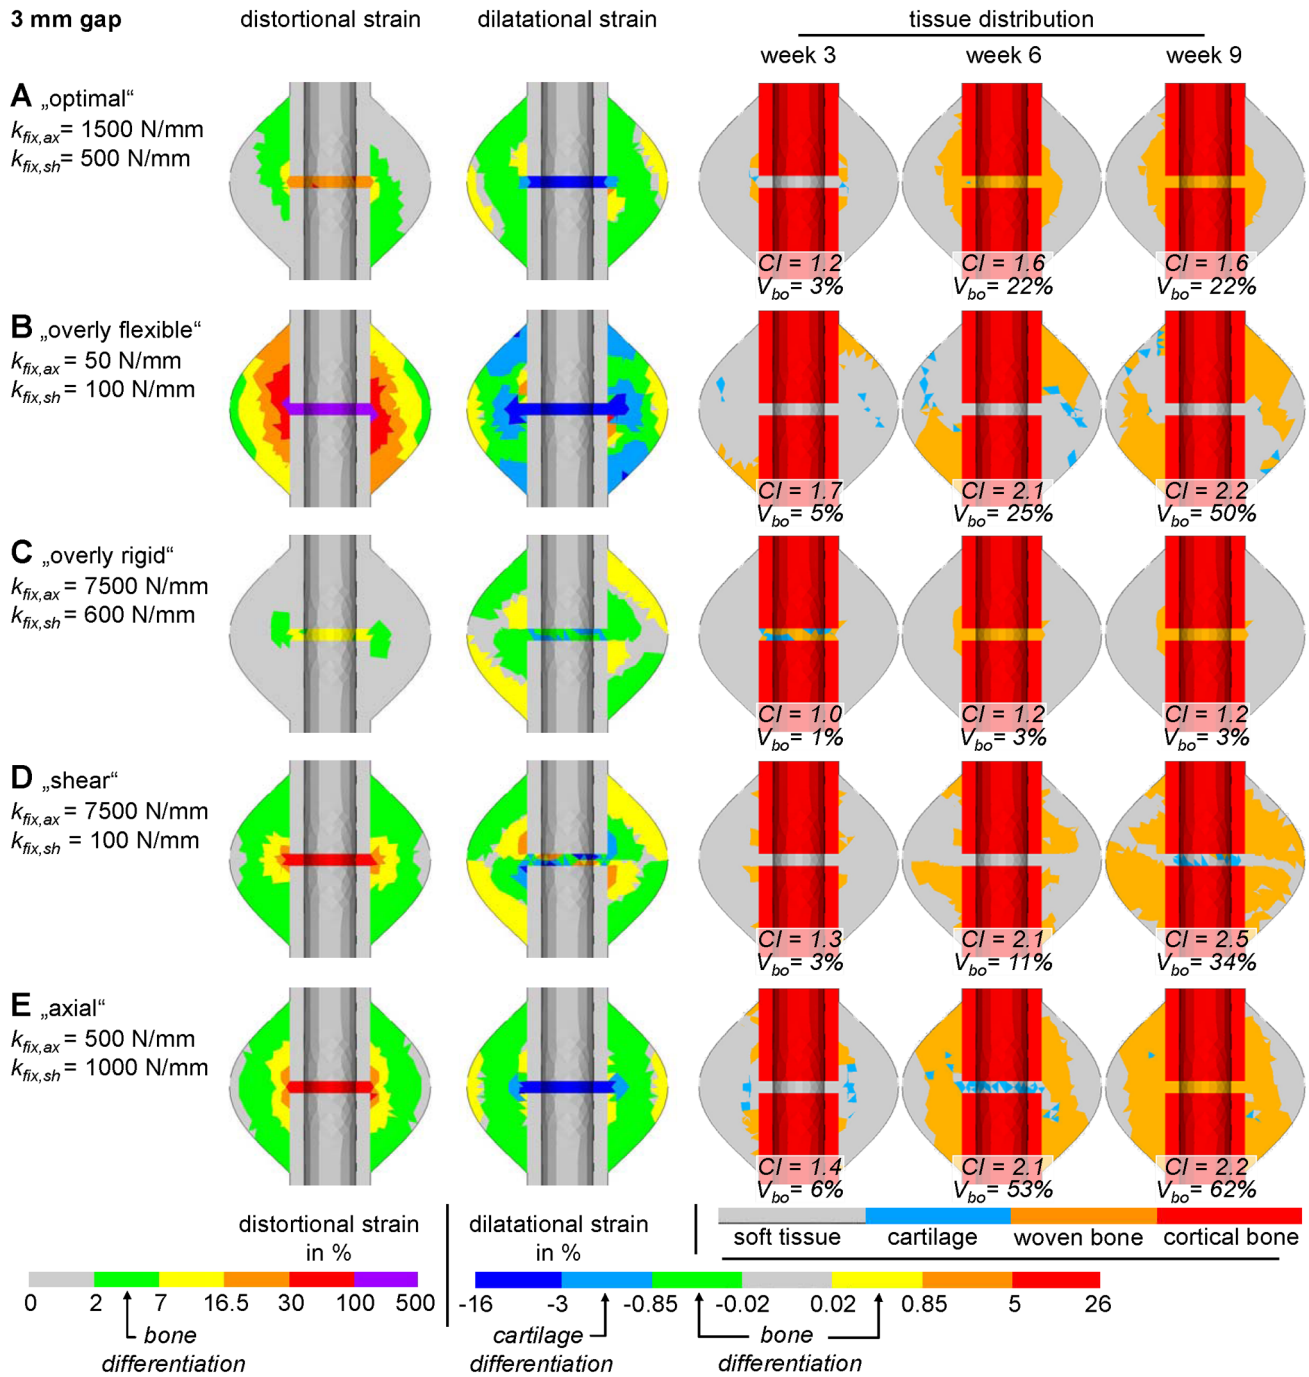 3 mm gap
distortional strain
dilatational strain
tissue distribution
week 3
week 6
week 9
A „optimal“
kfix,ax= 1500 N/mm
kfix,sh= 500 N/mm
CI = 1.2
Vbo= 3%
CI = 1.6
Vbo= 22%
CI = 1.6
Vbo= 22%
B „overly flexible“
kfix,ax= 50 N/mm
kfix,sh= 100 N/mm
CI = 1.7
Vbo= 5%
CI = 2.1
Vbo= 25%
CI = 2.2
Vbo= 50%
C „overly rigid“
kfix,ax= 7500 N/mm
kfix,sh= 600 N/mm
CI = 1.0
Vbo= 1%
CI = 1.2
Vbo= 3%
CI = 1.2
Vbo= 3%
D „shear“
kfix,ax= 7500 N/mm
kfix,sh = 100 N/mm
CI = 1.3
Vbo= 3%
CI = 2.1
Vbo= 11%
CI = 2.5
Vbo= 34%
E „axial“
kfix,ax= 500 N/mm
kfix,sh= 1000 N/mm
CI = 1.4
Vbo= 6%
CI = 2.1
Vbo= 53%
CI = 2.2
Vbo= 62%
distortional strain
in %
0 2 7 16.5 30 100 500
bone
differentiation
dilatational strain
in %
-16 -3 -0.85 -0.02 0.02 0.85 5 26
cartilage
differentiation
bone
differentiation
soft tissue
cartilage
woven bone
cortical bone